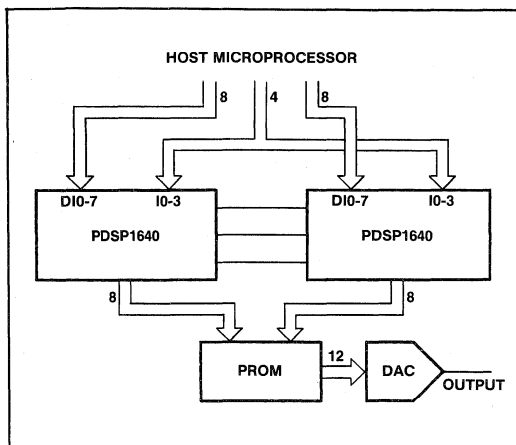 HOST MICROPROCESSOR
8 4 8
DI0-7 I0-3 DI0-7 I0-3
PDSP1640 PDSP1640
8 8
12
PROM DAC
OUTPUT